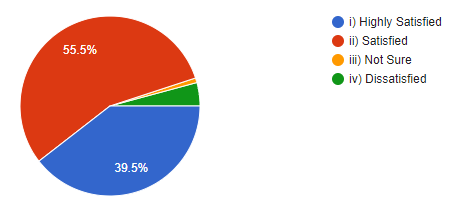 55.5%
39.5%
i) Highly Satisfied
ii) Satisfied
iii) Not Sure
iv) Dissatisfied